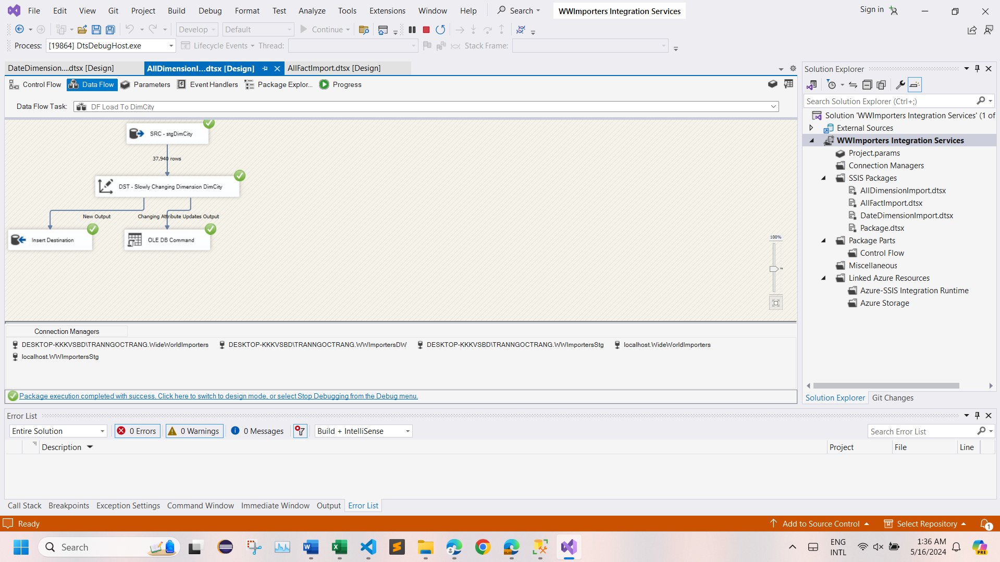 File Edit View Git Project Build Debug Format Test Analyze Tools Extensions Window Help Search WWImporters Integration Services Sign in
Develop Default Continue
Process: [19864] DtsDebugHost.exe Lifecycle Events Thread: Stack Frame:
DateDimension....dtsx [Design] AllDimensionI...dtsx [Design] AllFactImport.dtsx [Design]
Control Flow Data Flow Parameters Event Handlers Package Explor... Progress
Data Flow Task: DF Load To DimCity
SRC - stgDimCity
37,940 rows
DST - Slowly Changing Dimension DimCity
New Output Changing Attribute Updates Output
Insert Destination OLE DB Command
100%
Connection Managers
DESKTOP-KKKVSBD\TRANNGOCTRANG.WideWorldImporters DESKTOP-KKKVSBD\TRANNGOCTRANG.WWImportersDW DESKTOP-KKKVSBD\TRANNGOCTRANG.WWImportersStg localhost.WideWorldImporters
localhost.WWImportersStg
Package execution completed with success. Click here to switch to design mode, or select Stop Debugging from the Debug menu.
Solution Explorer
Search Solution Explorer (Ctrl+;)
Solution 'WWImporters Integration Services' (1 of
External Sources
WWImporters Integration Services
Project.params
Connection Managers
SSIS Packages
AllDimensionImport.dtsx
AllFactImport.dtsx
DateDimensionImport.dtsx
Package.dtsx
Package Parts
Control Flow
Miscellaneous
Linked Azure Resources
Azure-SSIS Integration Runtime
Azure Storage
Solution Explorer Git Changes
Error List
Entire Solution 0 Errors 0 Warnings 0 Messages Build + IntelliSense Search Error List
Description Project File Line
Call Stack Breakpoints Exception Settings Command Window Immediate Window Output Error List
Ready Add to Source Control Select Repository 1
Search ENG INTL 1:36 AM 5/16/2024 PRE